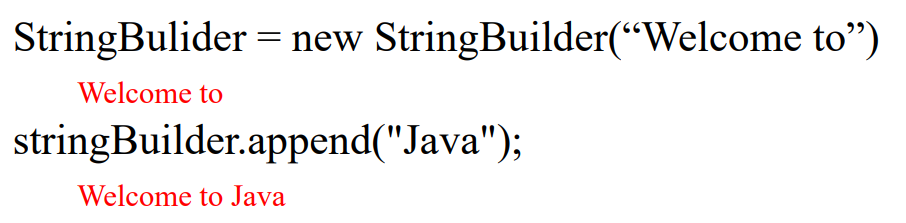 StringBulider = new StringBuilder(“Welcome to”)
Welcome to
stringBuilder.append("Java");
Welcome to Java